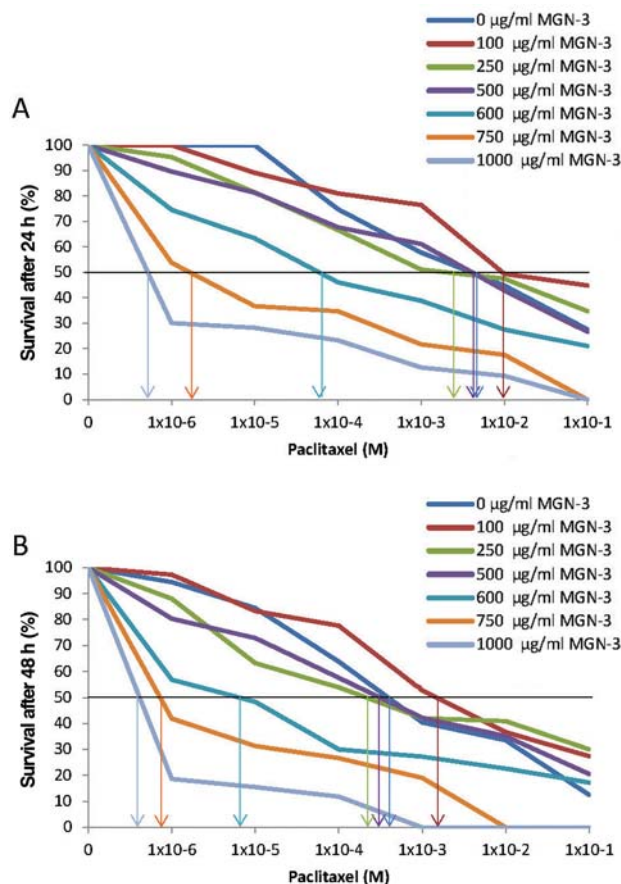 0 µg/ml MGN-3
100 µg/ml MGN-3
250 µg/ml MGN-3
500 µg/ml MGN-3
600 µg/ml MGN-3
750 µg/ml MGN-3
1000 µg/ml MGN-3
A
Survival after 24 h (%)
100
90
80
70
60
50
40
30
20
10
0
0 1x10-6 1x10-5 1x10-4 1x10-3 1x10-2 1x10-1
Paclitaxel (M)
0 µg/ml MGN-3
100 µg/ml MGN-3
250 µg/ml MGN-3
500 µg/ml MGN-3
600 µg/ml MGN-3
750 µg/ml MGN-3
1000 µg/ml MGN-3
B
Survival after 48 h (%)
100
90
80
70
60
50
40
30
20
10
0
0 1x10-6 1x10-5 1x10-4 1x10-3 1x10-2 1x10-1
Paclitaxel (M)